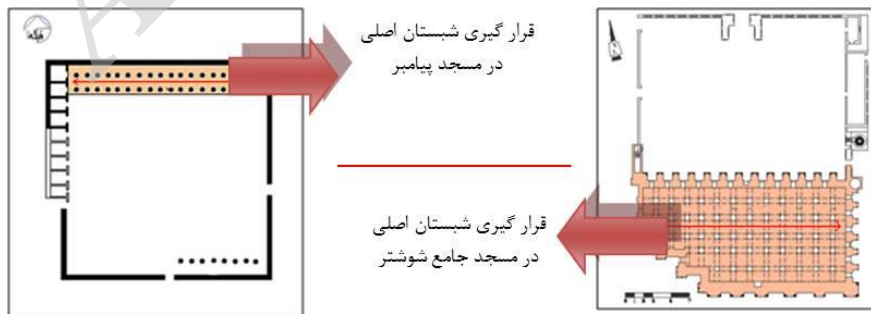 قرار گیری شبستان اصلی
در مسجد پیامبر
قرار گیری شبستان اصلی
در مسجد جامع شوشتر